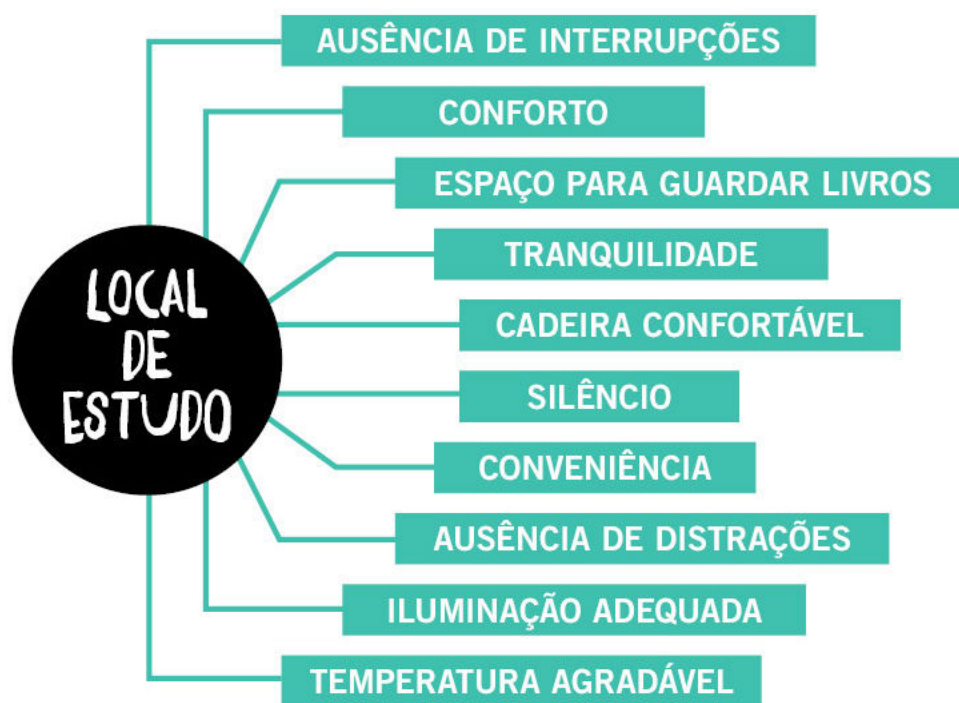 AUSÊNCIA DE INTERRUPÇÕES
CONFORTO
ESPAÇO PARA GUARDAR LIVROS
TRANQUILIDADE
LOCAL
DE
ESTUDO
CADEIRA CONFORTÁVEL
SILÊNCIO
CONVENIÊNCIA
AUSÊNCIA DE DISTRAÇÕES
ILUMINAÇÃO ADEQUADA
TEMPERATURA AGRADÁVEL